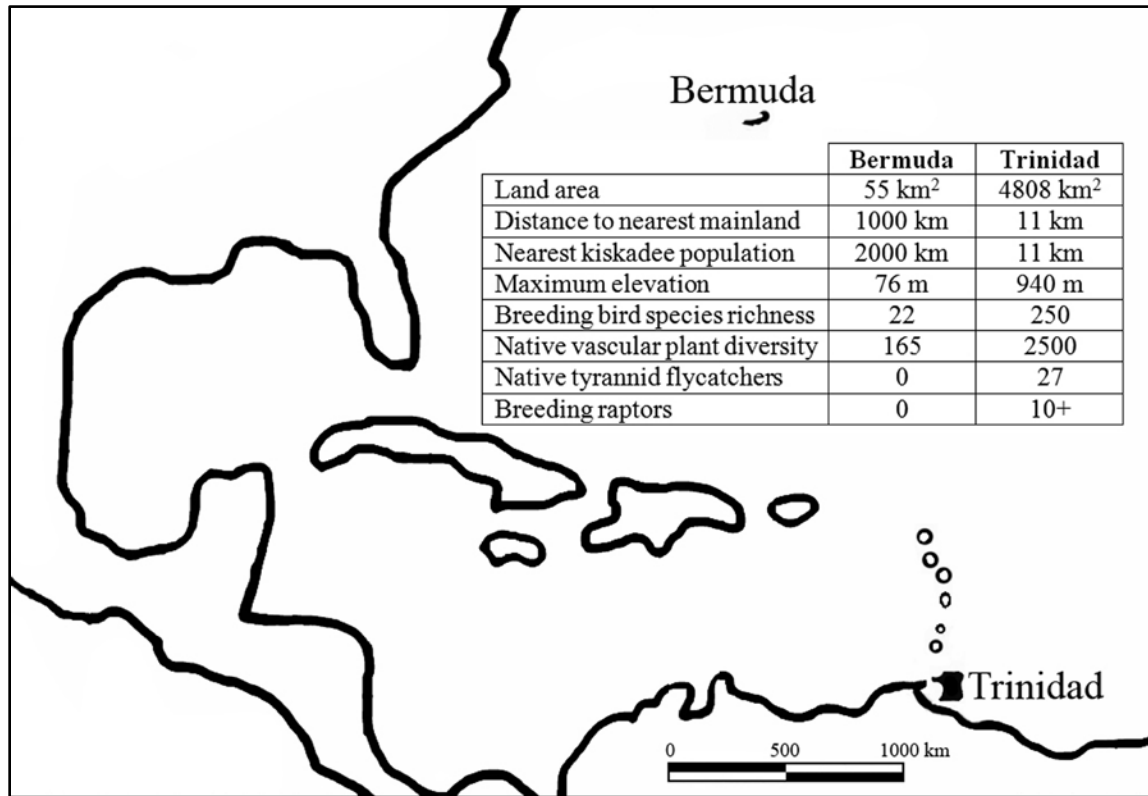 Bermuda
Bermuda Trinidad
Land area 55 km² 4808 km²
Distance to nearest mainland 1000 km 11 km
Nearest kiskadee population 2000 km 11 km
Maximum elevation 76 m 940 m
Breeding bird species richness 22 250
Native vascular plant diversity 165 2500
Native tyrannid flycatchers 0 27
Breeding raptors 0 10+
Trinidad
0 500 1000 km